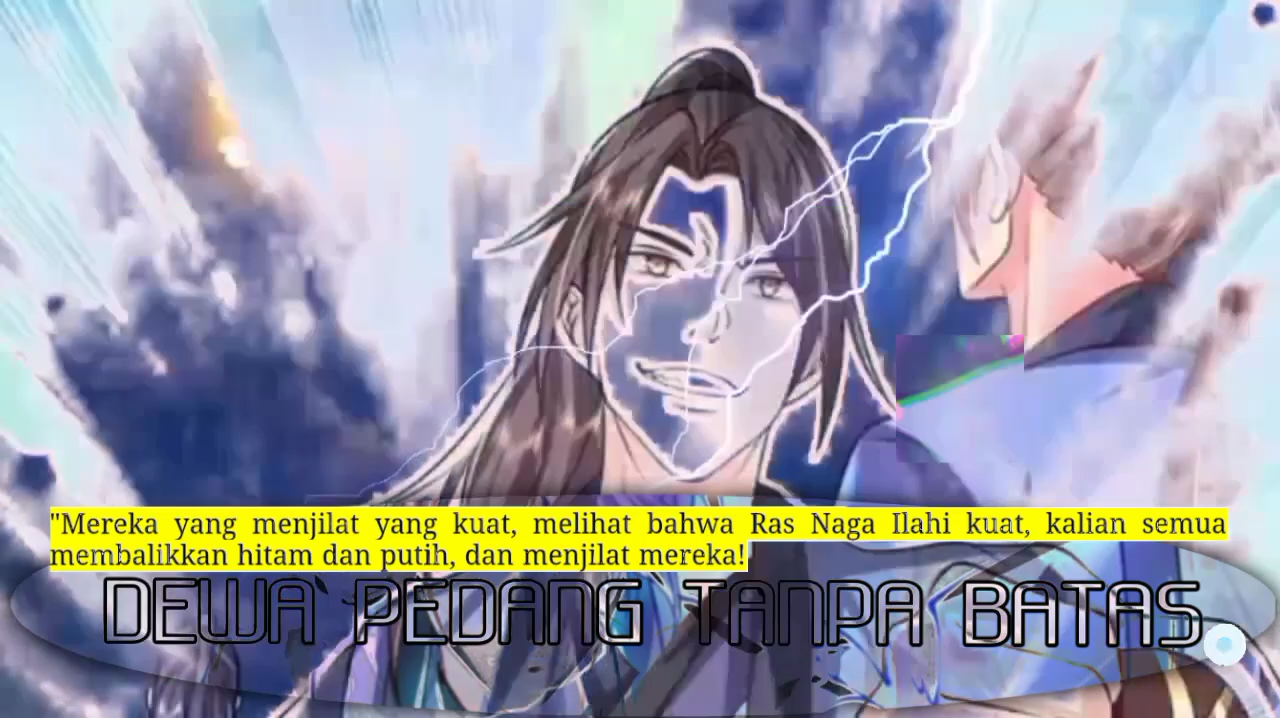 "Mereka yang menjilat yang kuat, melihat bahwa Ras Naga Ilahi kuat, kalian semua
membalikkan hitam dan putih, dan menjilat mereka!
DEWA PEDANG TANPA BATAS